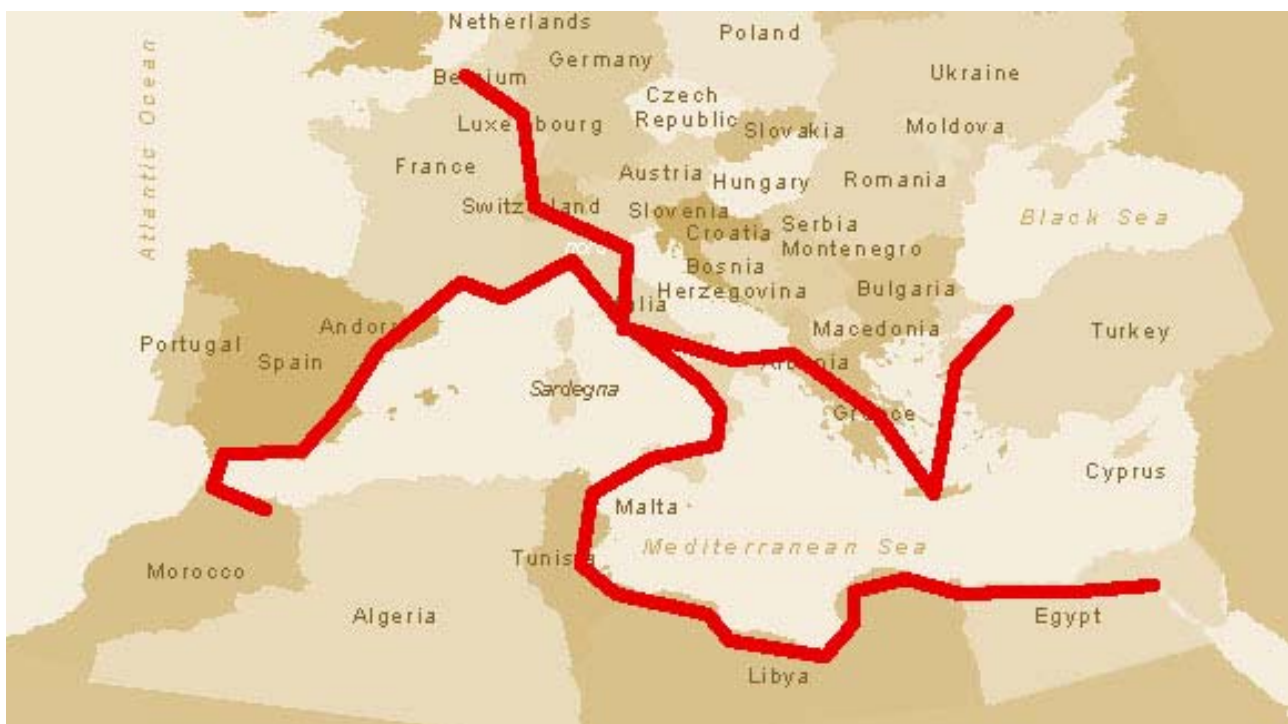 Netherlands
Poland
Germany
Ukraine
Belgium
Czech
Republic
Luxembourg
Slovakia
Moldova
Atlantic Ocean
France
Austria
Hungary
Romania
Switzerland
Slovenia
Croatia
Serbia
Montenegro
Black Sea
Bosnia
Herzegovina
Bulgaria
Andorra
Macedonia
Turkey
Portugal
Spain
Albania
Sardegna
Greece
Cyprus
Malta
Mediterranean Sea
Tunisia
Morocco
Algeria
Egypt
Libya